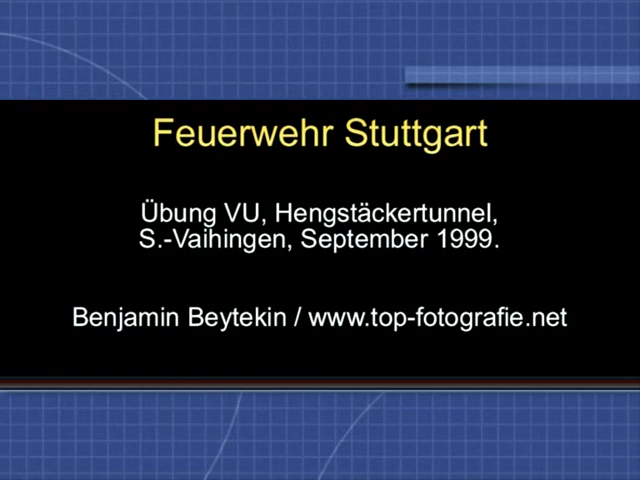 Feuerwehr Stuttgart
Übung VU, Hengstäckertunnel,
S.-Vaihingen, September 1999.
Benjamin Beytekin / www.top-fotografie.net